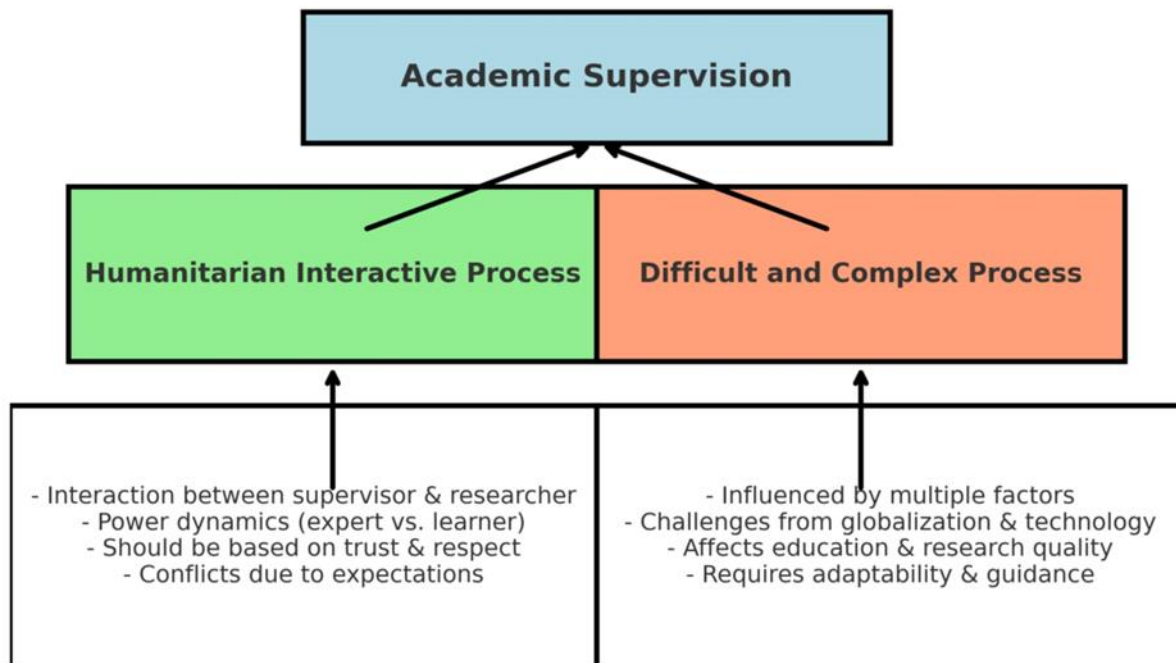 Academic Supervision
Humanitarian Interactive Process
Difficult and Complex Process
- Interaction between supervisor & researcher
- Power dynamics (expert vs. learner)
- Should be based on trust & respect
- Conflicts due to expectations
- Influenced by multiple factors
- Challenges from globalization & technology
- Affects education & research quality
- Requires adaptability & guidance